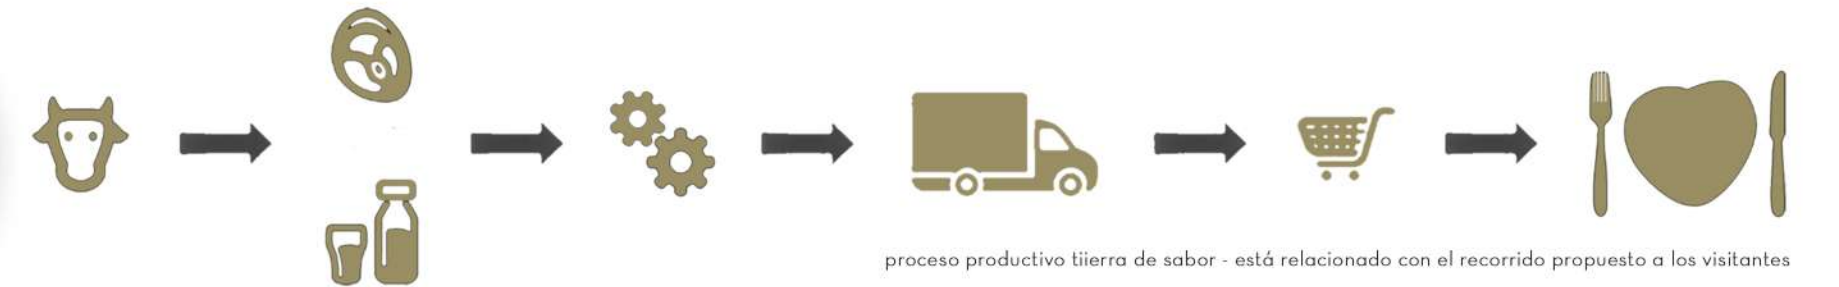 proceso productivo tiierra de sabor - está relacionado con el recorrido propuesto a los visitantes